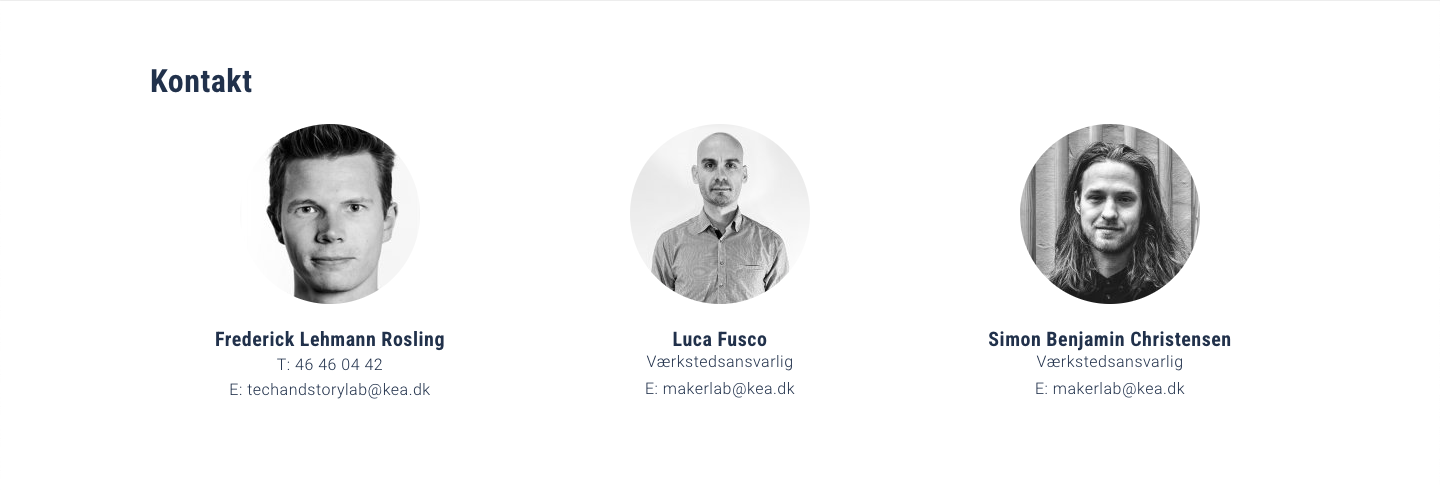 Kontakt
Frederick Lehmann Rosling
T: 46 46 04 42
E: techandstorylab@kea.dk
Luca Fusco
Værkstedsansvarlig
E: makerlab@kea.dk
Simon Benjamin Christensen
Værkstedsansvarlig
E: makerlab@kea.dk